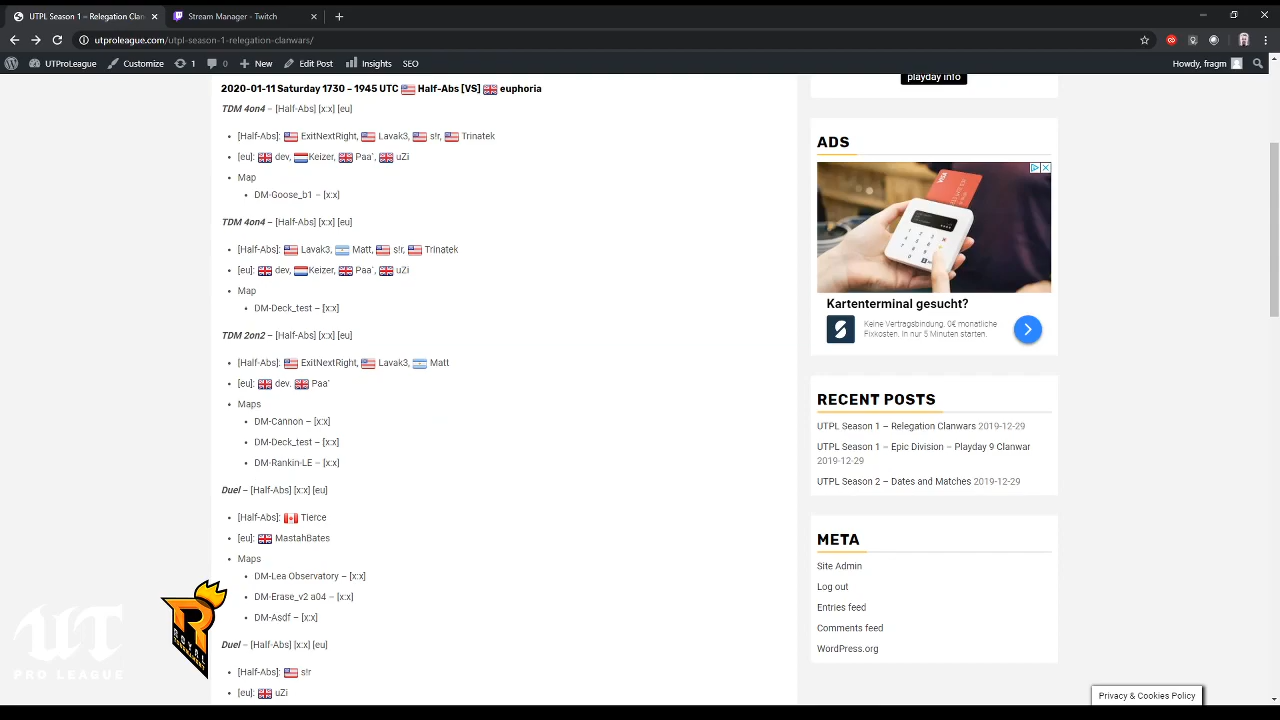 UTPL Season 1 – Relegation Clan
Stream Manager - Twitch
utproleague.com/utpl-season-1-relegation-clanwars/
UTProLeague
Customize
1
0
New
Edit Post
Insights
SEO
Howdy, fragm
2020-01-11 Saturday 1730 – 1945 UTC Half-Abs [VS] euphoria
TDM 4on4 – [Half-Abs] [x:x] [eu]
[Half-Abs]: ExitNextRight, Lavak3, s!r, Trinatek
[eu]: dev, Keizer, Paa`, uZi
Map
DM-Goose_b1 – [x:x]
TDM 4on4 – [Half-Abs] [x:x] [eu]
[Half-Abs]: Lavak3, Matt, s!r, Trinatek
[eu]: dev, Keizer, Paa`, uZi
Map
DM-Deck_test – [x:x]
TDM 2on2 – [Half-Abs] [x:x] [eu]
[Half-Abs]: ExitNextRight, Lavak3, Matt
[eu]: dev. Paa`
Maps
DM-Cannon – [x:x]
DM-Deck_test – [x:x]
DM-Rankin-LE – [x:x]
Duel – [Half-Abs] [x:x] [eu]
[Half-Abs]: Tierce
[eu]: MastahBates
Maps
DM-Lea Observatory – [x:x]
DM-Erase_v2 a04 – [x:x]
DM-Asdf – [x:x]
Duel – [Half-Abs] [x:x] [eu]
[Half-Abs]: s!r
[eu]: uZi
playday info
ADS
VISA
Kartenterminal gesucht?
Keine Vertragsbindung. 0€ monatliche
Fixkosten. In nur 5 Minuten starten.
RECENT POSTS
UTPL Season 1 – Relegation Clanwars 2019-12-29
UTPL Season 1 – Epic Division – Playday 9 Clanwar
2019-12-29
UTPL Season 2 – Dates and Matches 2019-12-29
META
Site Admin
Log out
Entries feed
Comments feed
WordPress.org
Privacy & Cookies Policy
UT
PRO LEAGUE
R
ROYAL